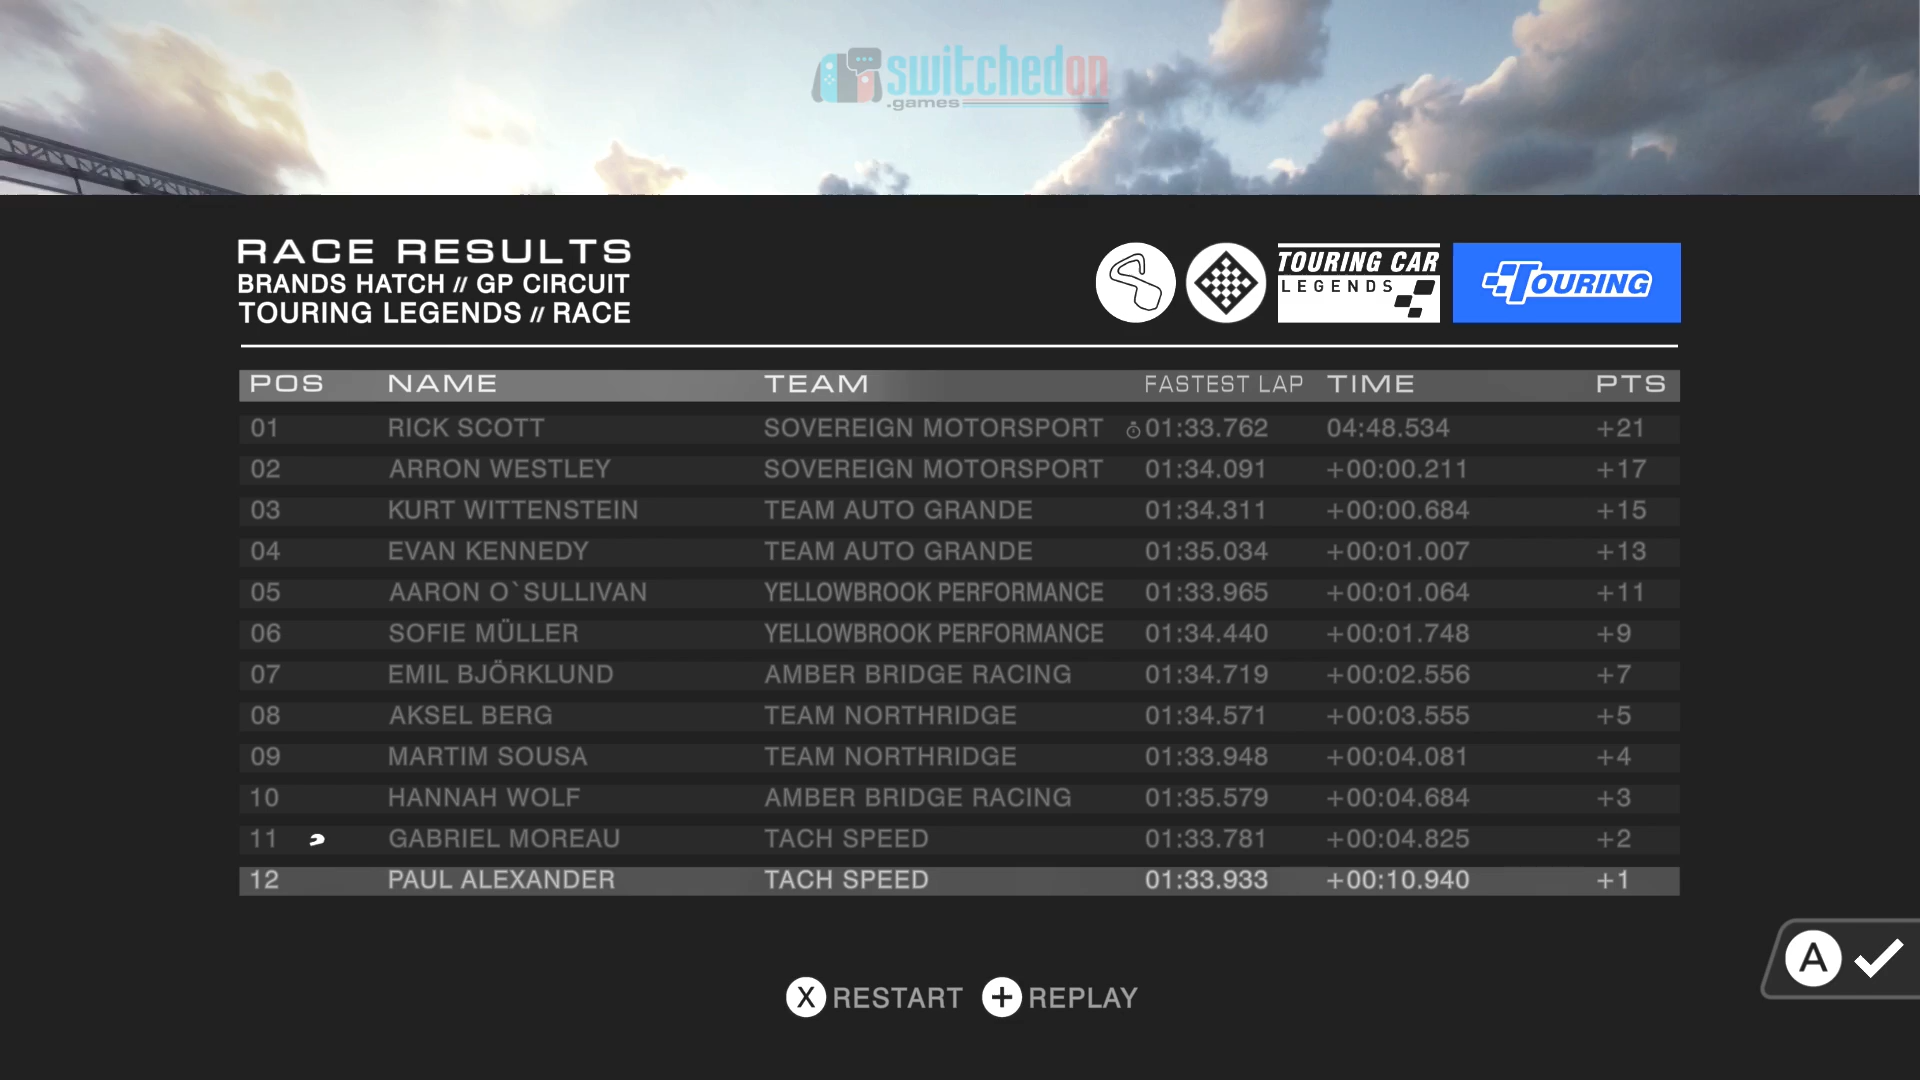 switchedon
.games
RACE RESULTS
BRANDS HATCH // GP CIRCUIT
TOURING LEGENDS // RACE
TOURING CAR
LEGENDS
TOURING
POS NAME TEAM FASTEST LAP TIME PTS
01 RICK SCOTT SOVEREIGN MOTORSPORT 01:33.762 04:48.534 +21
02 ARRON WESTLEY SOVEREIGN MOTORSPORT 01:34.091 +00:00.211 +17
03 KURT WITTENSTEIN TEAM AUTO GRANDE 01:34.311 +00:00.684 +15
04 EVAN KENNEDY TEAM AUTO GRANDE 01:35.034 +00:01.007 +13
05 AARON O`SULLIVAN YELLOWBROOK PERFORMANCE 01:33.965 +00:01.064 +11
06 SOFIE MÜLLER YELLOWBROOK PERFORMANCE 01:34.440 +00:01.748 +9
07 EMIL BJÖRKLUND AMBER BRIDGE RACING 01:34.719 +00:02.556 +7
08 AKSEL BERG TEAM NORTHRIDGE 01:34.571 +00:03.555 +5
09 MARTIM SOUSA TEAM NORTHRIDGE 01:33.948 +00:04.081 +4
10 HANNAH WOLF AMBER BRIDGE RACING 01:35.579 +00:04.684 +3
11 GABRIEL MOREAU TACH SPEED 01:33.781 +00:04.825 +2
12 PAUL ALEXANDER TACH SPEED 01:33.933 +00:10.940 +1
A
X RESTART + REPLAY